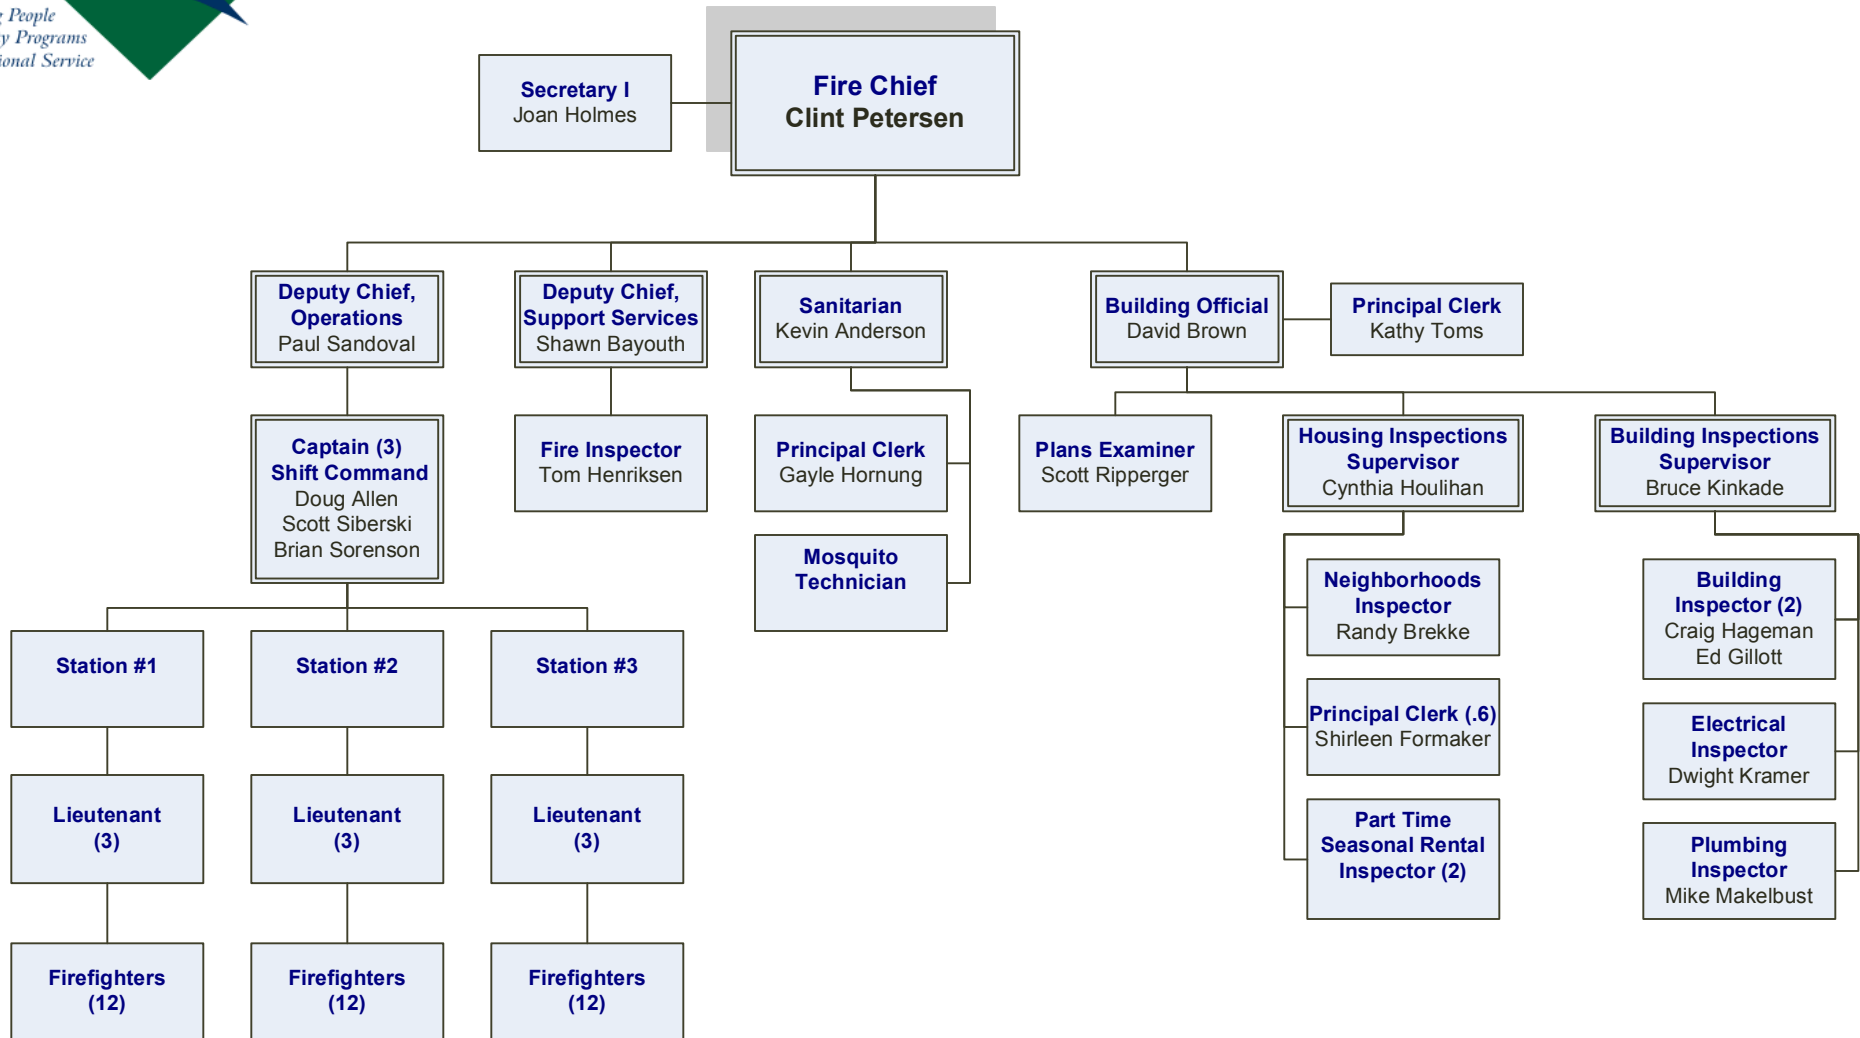 People
Programs
Service
Fire Chief
Clint Petersen
Secretary I
Joan Holmes
Deputy Chief,
Operations
Paul Sandoval
Deputy Chief,
Support Services
Shawn Bayouth
Sanitarian
Kevin Anderson
Building Official
David Brown
Principal Clerk
Kathy Toms
Captain (3)
Shift Command
Doug Allen
Scott Siberski
Brian Sorenson
Fire Inspector
Tom Henriksen
Principal Clerk
Gayle Hornung
Mosquito
Technician
Plans Examiner
Scott Ripperger
Housing Inspections
Supervisor
Cynthia Houlihan
Building Inspections
Supervisor
Bruce Kinkade
Neighborhoods
Inspector
Randy Brekke
Principal Clerk (.6)
Shirleen Formaker
Part Time
Seasonal Rental
Inspector (2)
Building
Inspector (2)
Craig Hageman
Ed Gillott
Electrical
Inspector
Dwight Kramer
Plumbing
Inspector
Mike Makelbust
Station #1
Station #2
Station #3
Lieutenant
(3)
Lieutenant
(3)
Lieutenant
(3)
Firefighters
(12)
Firefighters
(12)
Firefighters
(12)